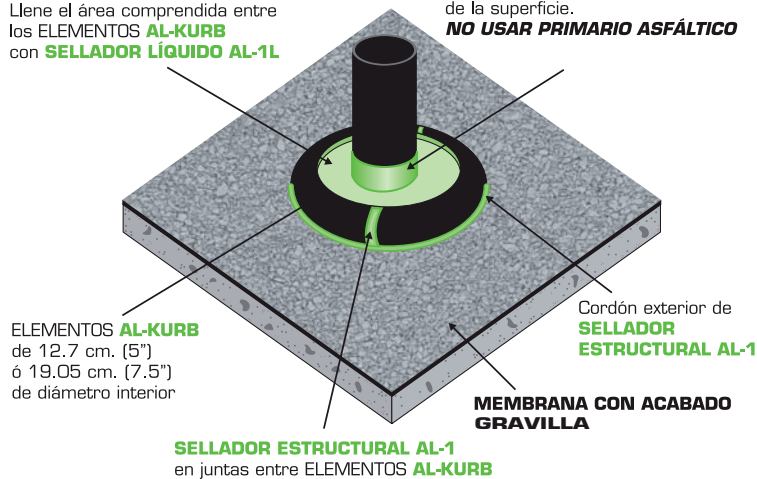 Llene el área comprendida entre
los ELEMENTOS AL-KURB
con SELLADOR LÍQUIDO AL-1L
de la superficie.
NO USAR PRIMARIO ASFÁLTICO
ELEMENTOS AL-KURB
de 12.7 cm. (5”)
ó 19.05 cm. (7.5”)
de diámetro interior
Cordón exterior de
SELLADOR
ESTRUCTURAL AL-1
MEMBRANA CON ACABADO
GRAVILLA
SELLADOR ESTRUCTURAL AL-1
en juntas entre ELEMENTOS AL-KURB